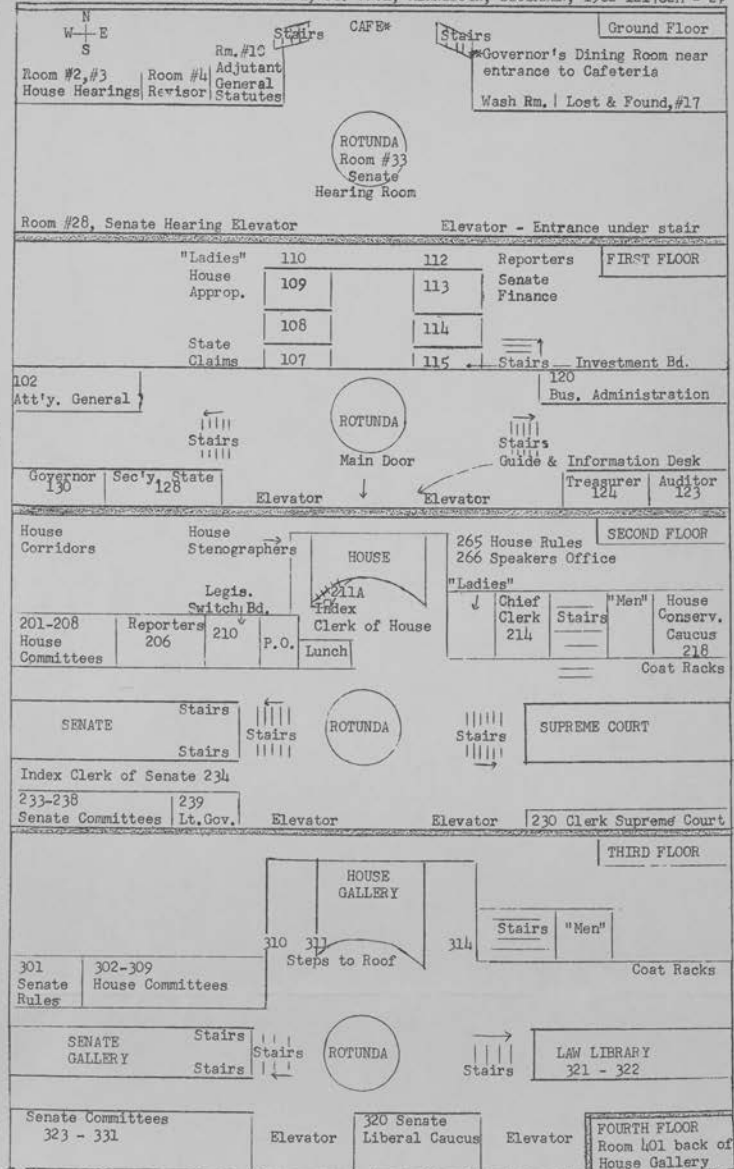 N
W E
S
Stairs CAFE* Stairs Ground Floor
*Governor's Dining Room near
entrance to Cafeteria
Room #2,#3 Room #4 Rm.#10
House Hearings Revisor Adjutant
General
Statutes
Wash Rm. Lost & Found,#17
ROTUNDA
Room #33
Senate
Hearing Room
Room #28, Senate Hearing Elevator Elevator - Entrance under stair
"Ladies" 110 112 Reporters FIRST FLOOR
House 109 113 Senate
Approp. Finance
108 114
State
Claims 107 115 Stairs Investment Bd.
102 120
Att'y. General Bus. Administration
ROTUNDA
Stairs Stairs
Main Door Guide & Information Desk
Governor Sec'y State Treasurer Auditor
130 128 124 123
Elevator Elevator
House House SECOND FLOOR
Corridors Stenographers HOUSE 265 House Rules
266 Speakers Office
Legis. 211A "Ladies"
Switch Bd. Index Chief Stairs "Men" House
Clerk of House Clerk Conserv.
201-208 Reporters 210 P.O. 214 Caucus
House 206 Lunch 218
Committees Coat Racks
Stairs
SENATE Stairs ROTUNDA Stairs SUPREME COURT
Stairs
Index Clerk of Senate 234
233-238 239
Senate Committees Lt.Gov. Elevator Elevator 230 Clerk Supreme Court
THIRD FLOOR
HOUSE
GALLERY
Stairs "Men"
310 311 314
Steps to Roof
301 302-309 Coat Racks
Senate House Committees
Rules
SENATE Stairs
GALLERY Stairs ROTUNDA Stairs LAW LIBRARY
Stairs 321 - 322
Senate Committees 320 Senate
323 - 331 Elevator Liberal Caucus Elevator FOURTH FLOOR
Room 401 back of
House Gallery